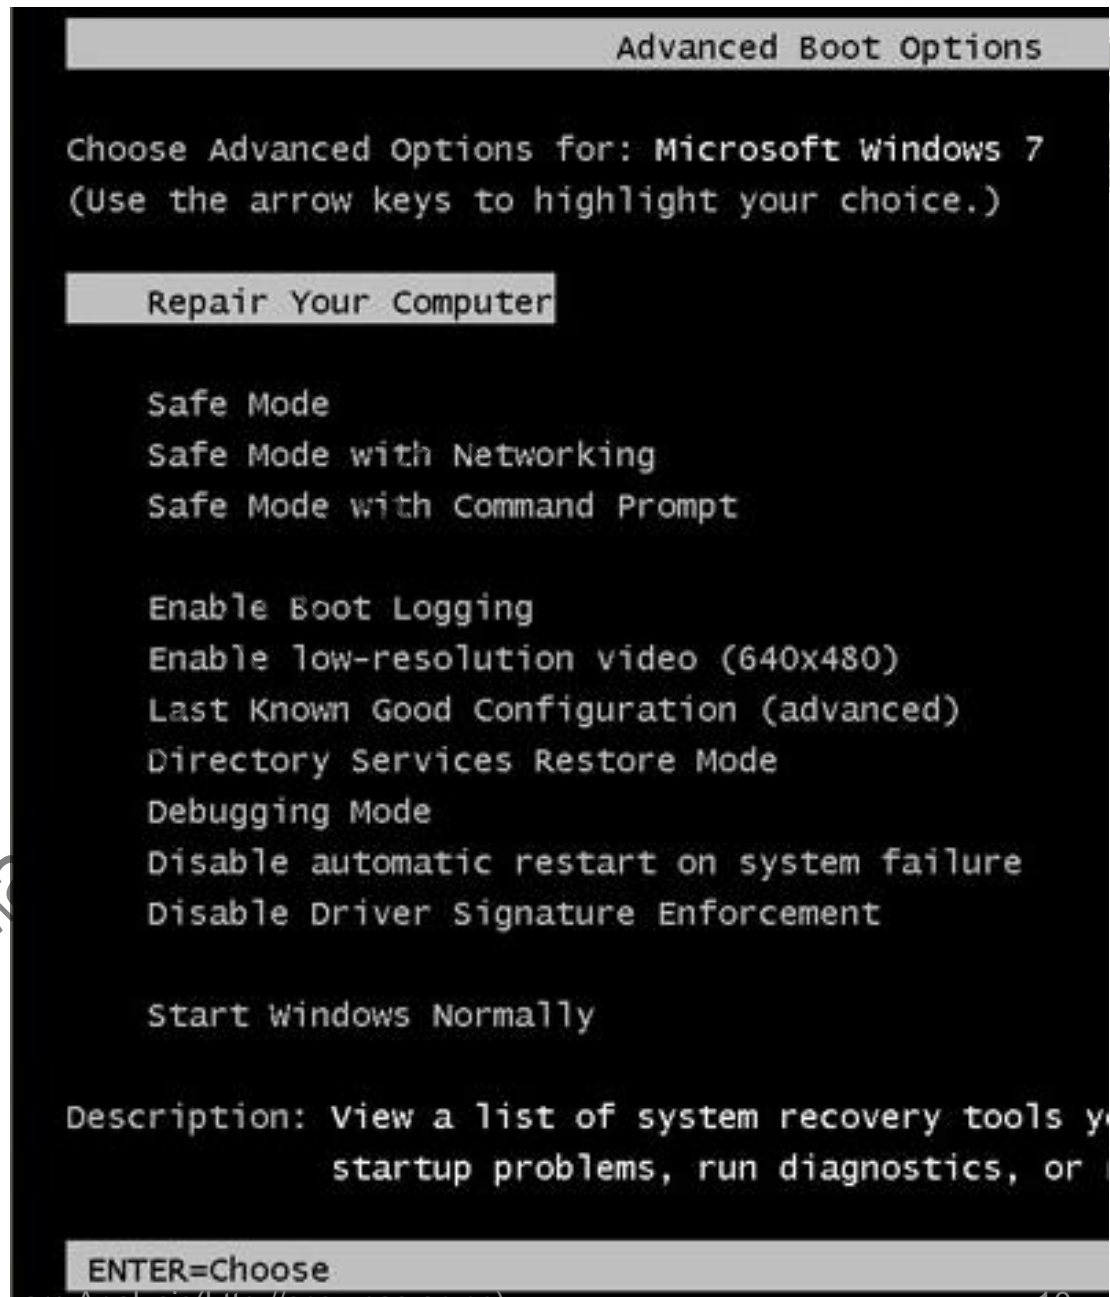 Advanced Boot Options
Choose Advanced Options for: Microsoft Windows 7
(Use the arrow keys to highlight your choice.)
Repair Your Computer
Safe Mode
Safe Mode with Networking
Safe Mode with Command Prompt
Enable Boot Logging
Enable low-resolution video (640x480)
Last Known Good Configuration (advanced)
Directory Services Restore Mode
Debugging Mode
Disable automatic restart on system failure
Disable Driver Signature Enforcement
Start Windows Normally
Description: View a list of system recovery tools
startup problems, run diagnostics, or
ENTER=Choose